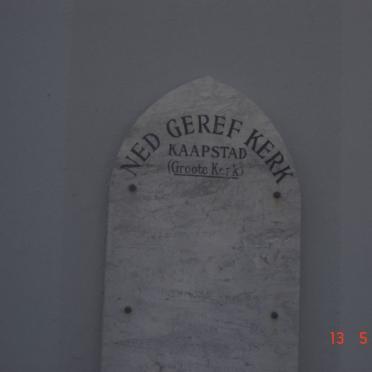 NED GEREF KERK
KAAPSTAD
(Groote Kerk)
13 5